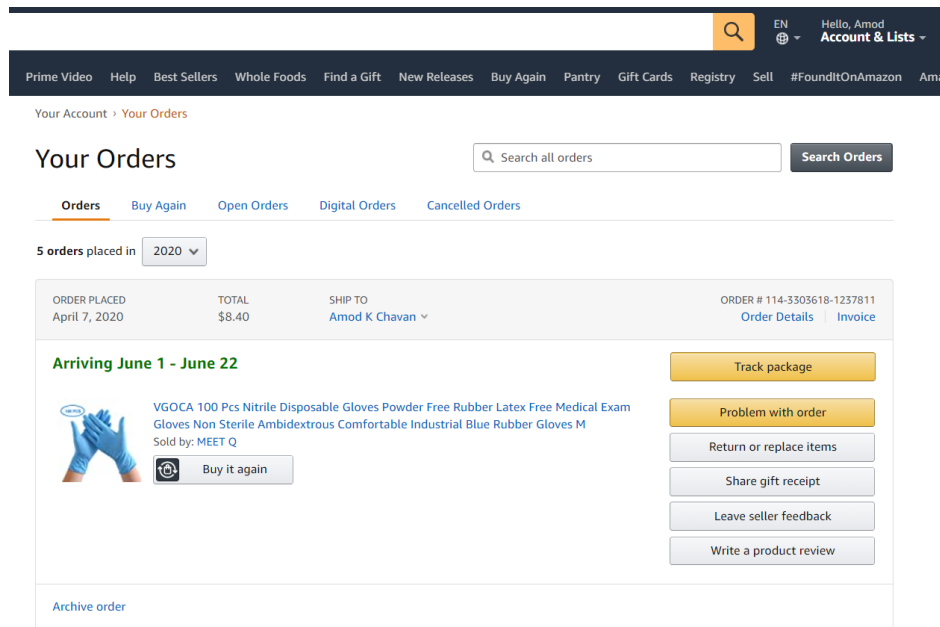 EN
Hello, Amod
Account & Lists
Prime Video Help Best Sellers Whole Foods Find a Gift New Releases Buy Again Pantry Gift Cards Registry Sell #FoundItOnAmazon Ama
Your Account › Your Orders
Your Orders
Search all orders
Search Orders
Orders Buy Again Open Orders Digital Orders Cancelled Orders
5 orders placed in 2020
ORDER PLACED TOTAL SHIP TO ORDER # 114-3303618-1237811
April 7, 2020 $8.40 Amod K Chavan Order Details Invoice
Arriving June 1 - June 22
Track package
VGOCA 100 Pcs Nitrile Disposable Gloves Powder Free Rubber Latex Free Medical Exam
Gloves Non Sterile Ambidextrous Comfortable Industrial Blue Rubber Gloves M
Sold by: MEET Q
Buy it again
Problem with order
Return or replace items
Share gift receipt
Leave seller feedback
Write a product review
Archive order